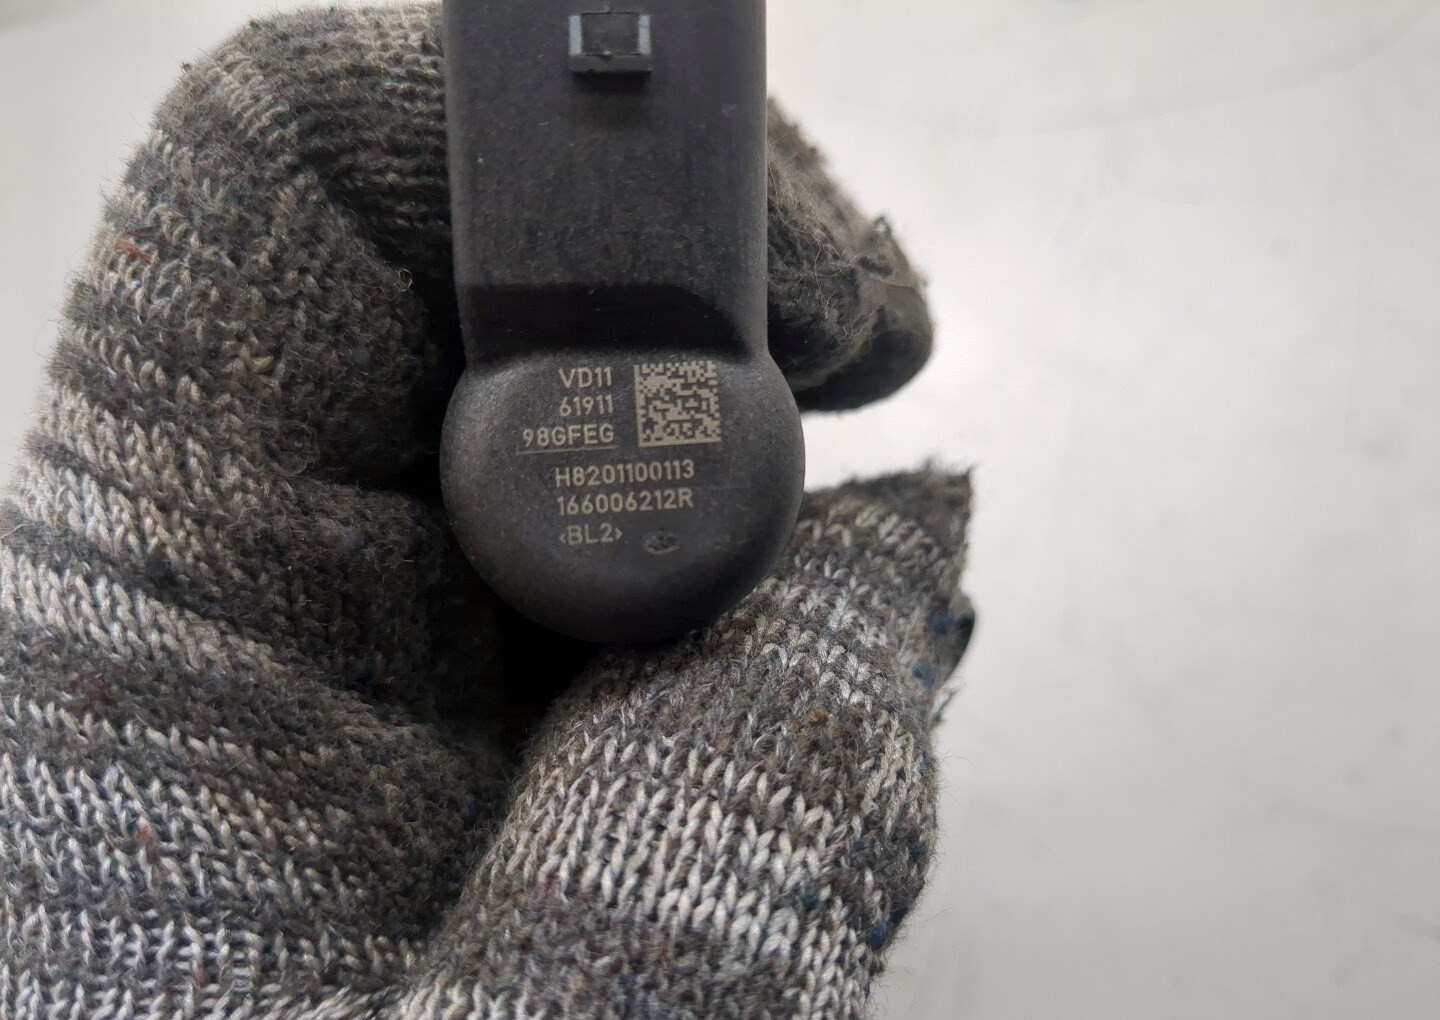 VD11
61911
98GFEG
H8201100113
166006212R
‹BL2›